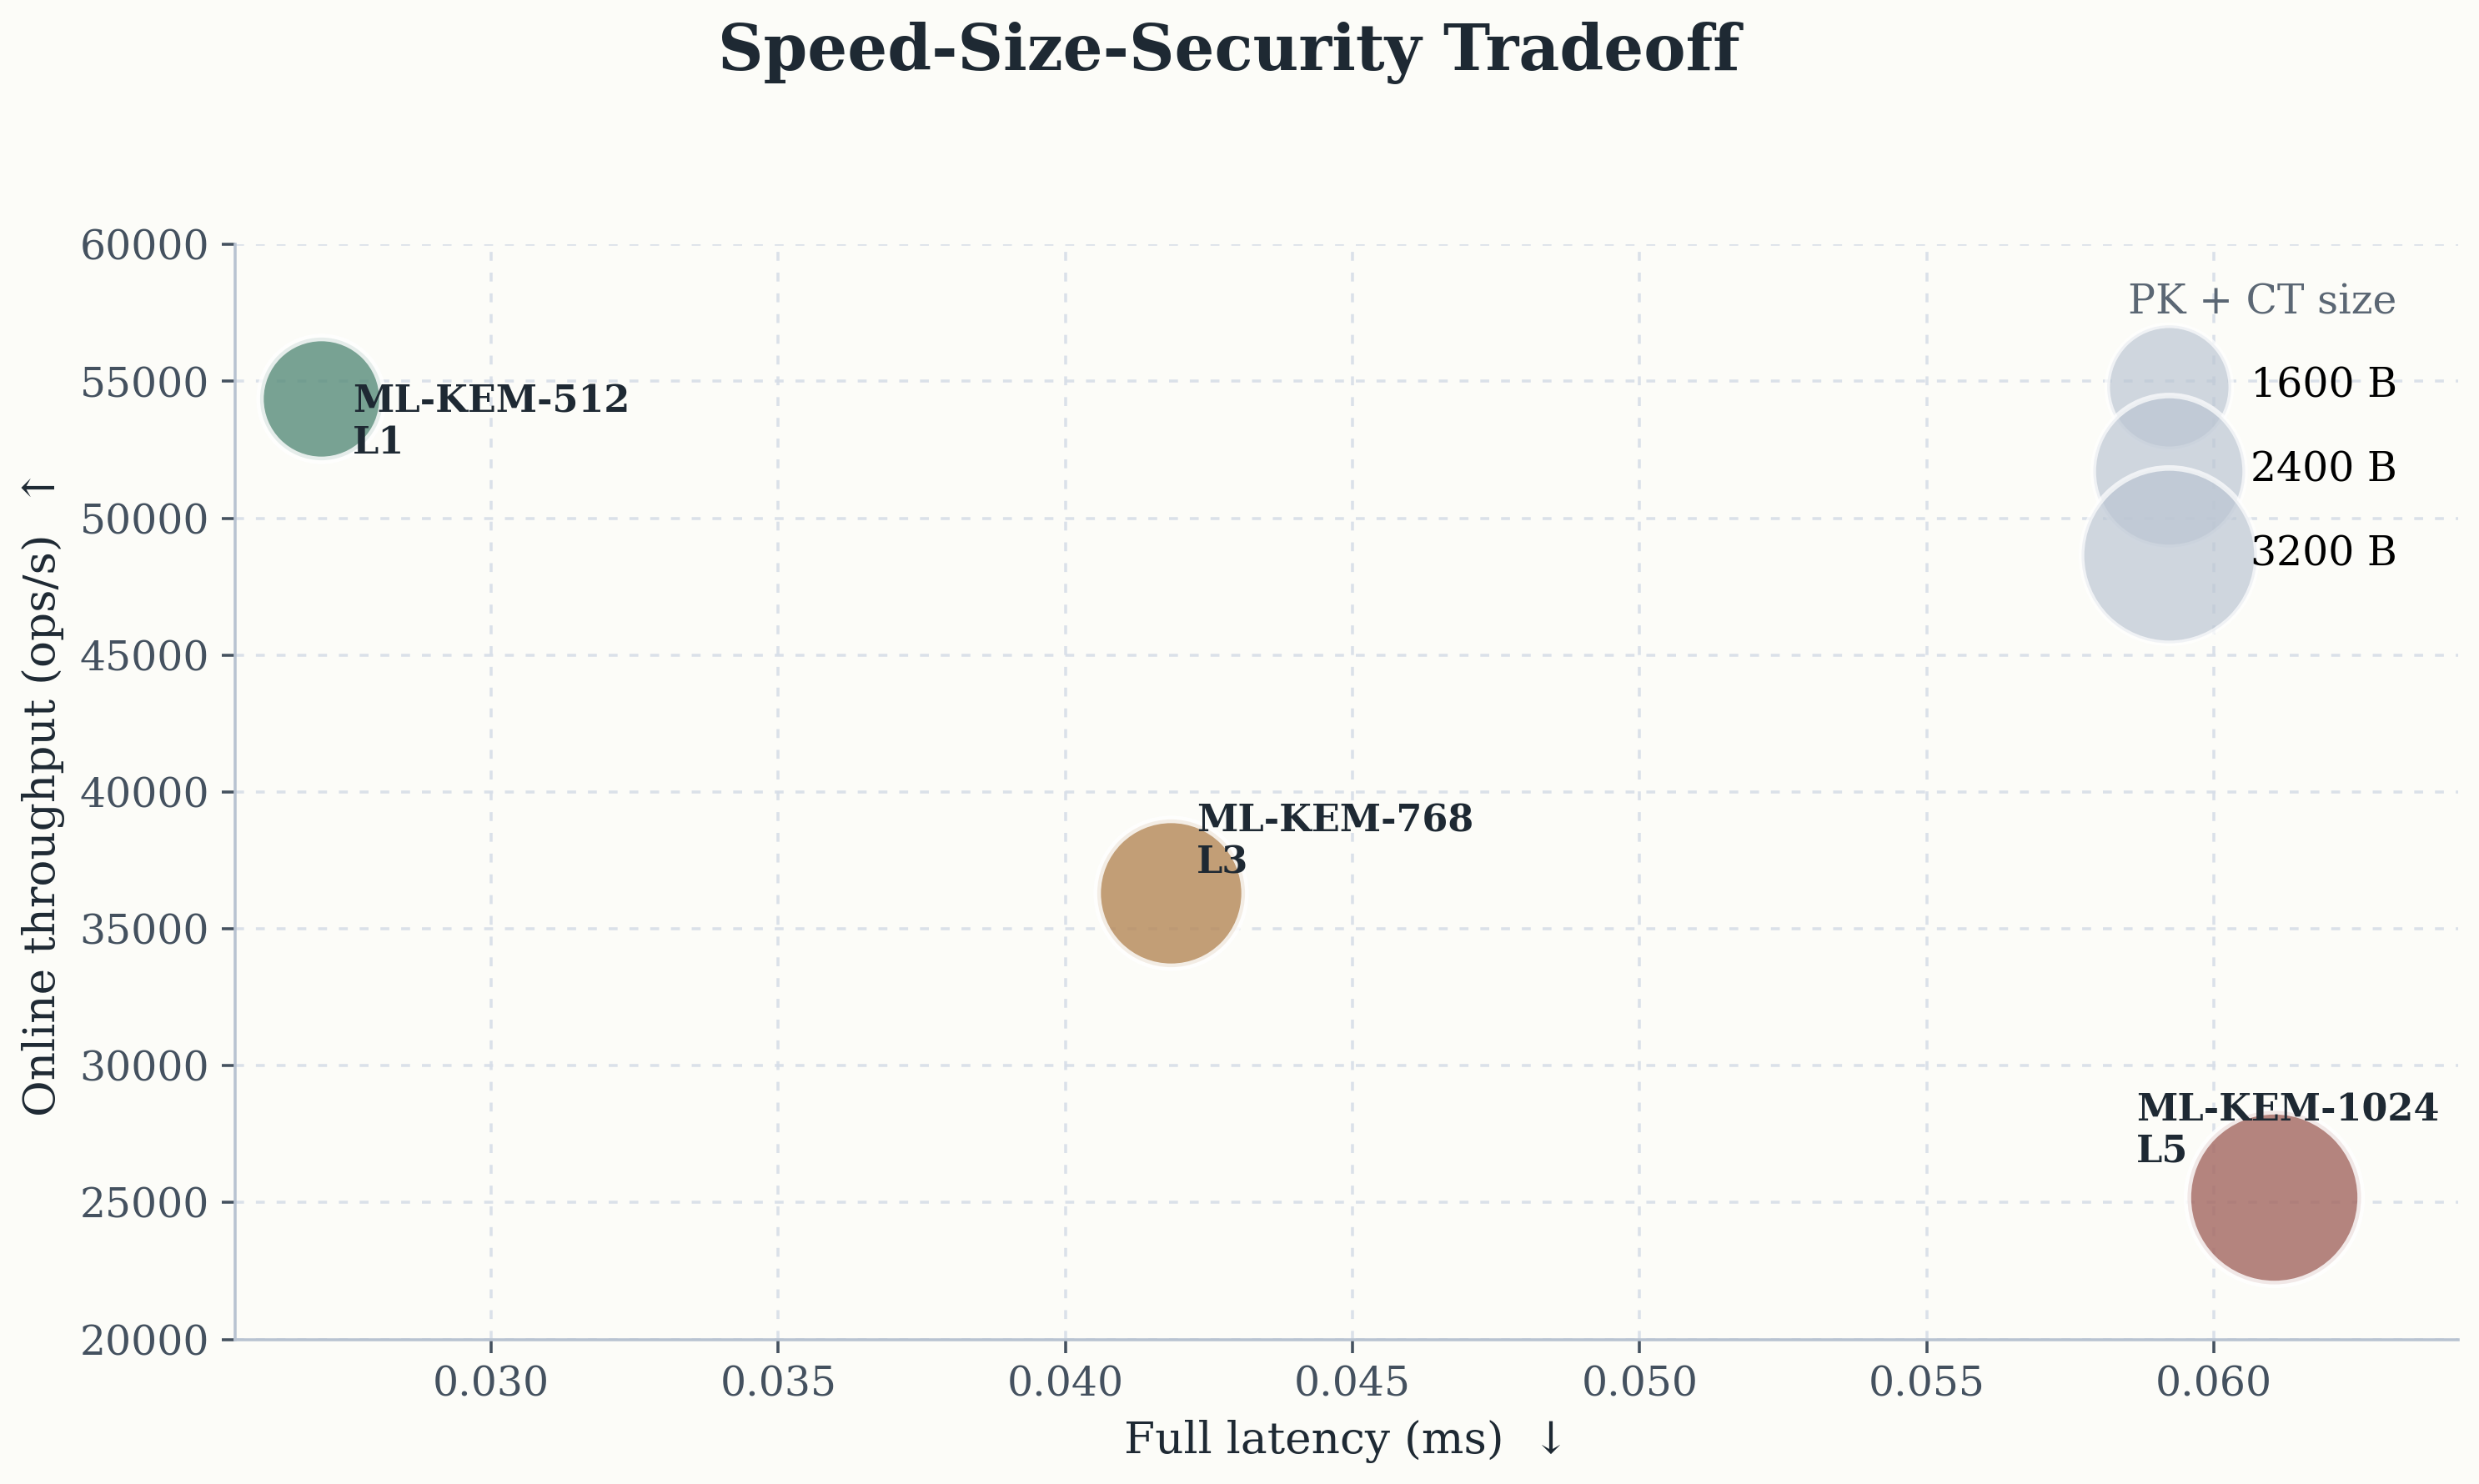 Speed-Size-Security Tradeoff
Online throughput (ops/s) ↑
60000
55000
50000
45000
40000
35000
30000
25000
20000
PK + CT size
1600 B
2400 B
3200 B
ML-KEM-512
L1
ML-KEM-768
L3
ML-KEM-1024
L5
0.030
0.035
0.040
0.045
0.050
0.055
0.060
Full latency (ms) ↓